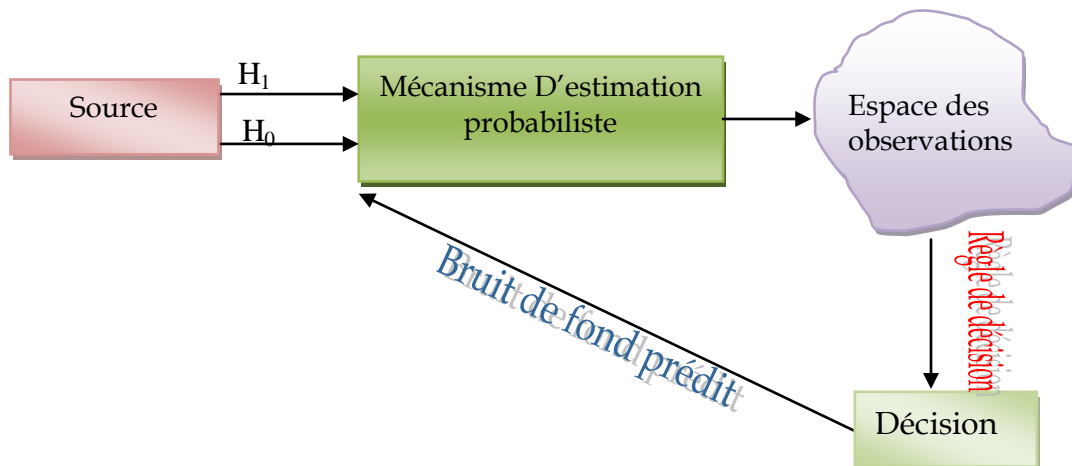 Source
H₁
H₀
Mécanisme D'estimation
probabiliste
Espace des
observations
Règle de décision
Bruit de fond prédit
Décision